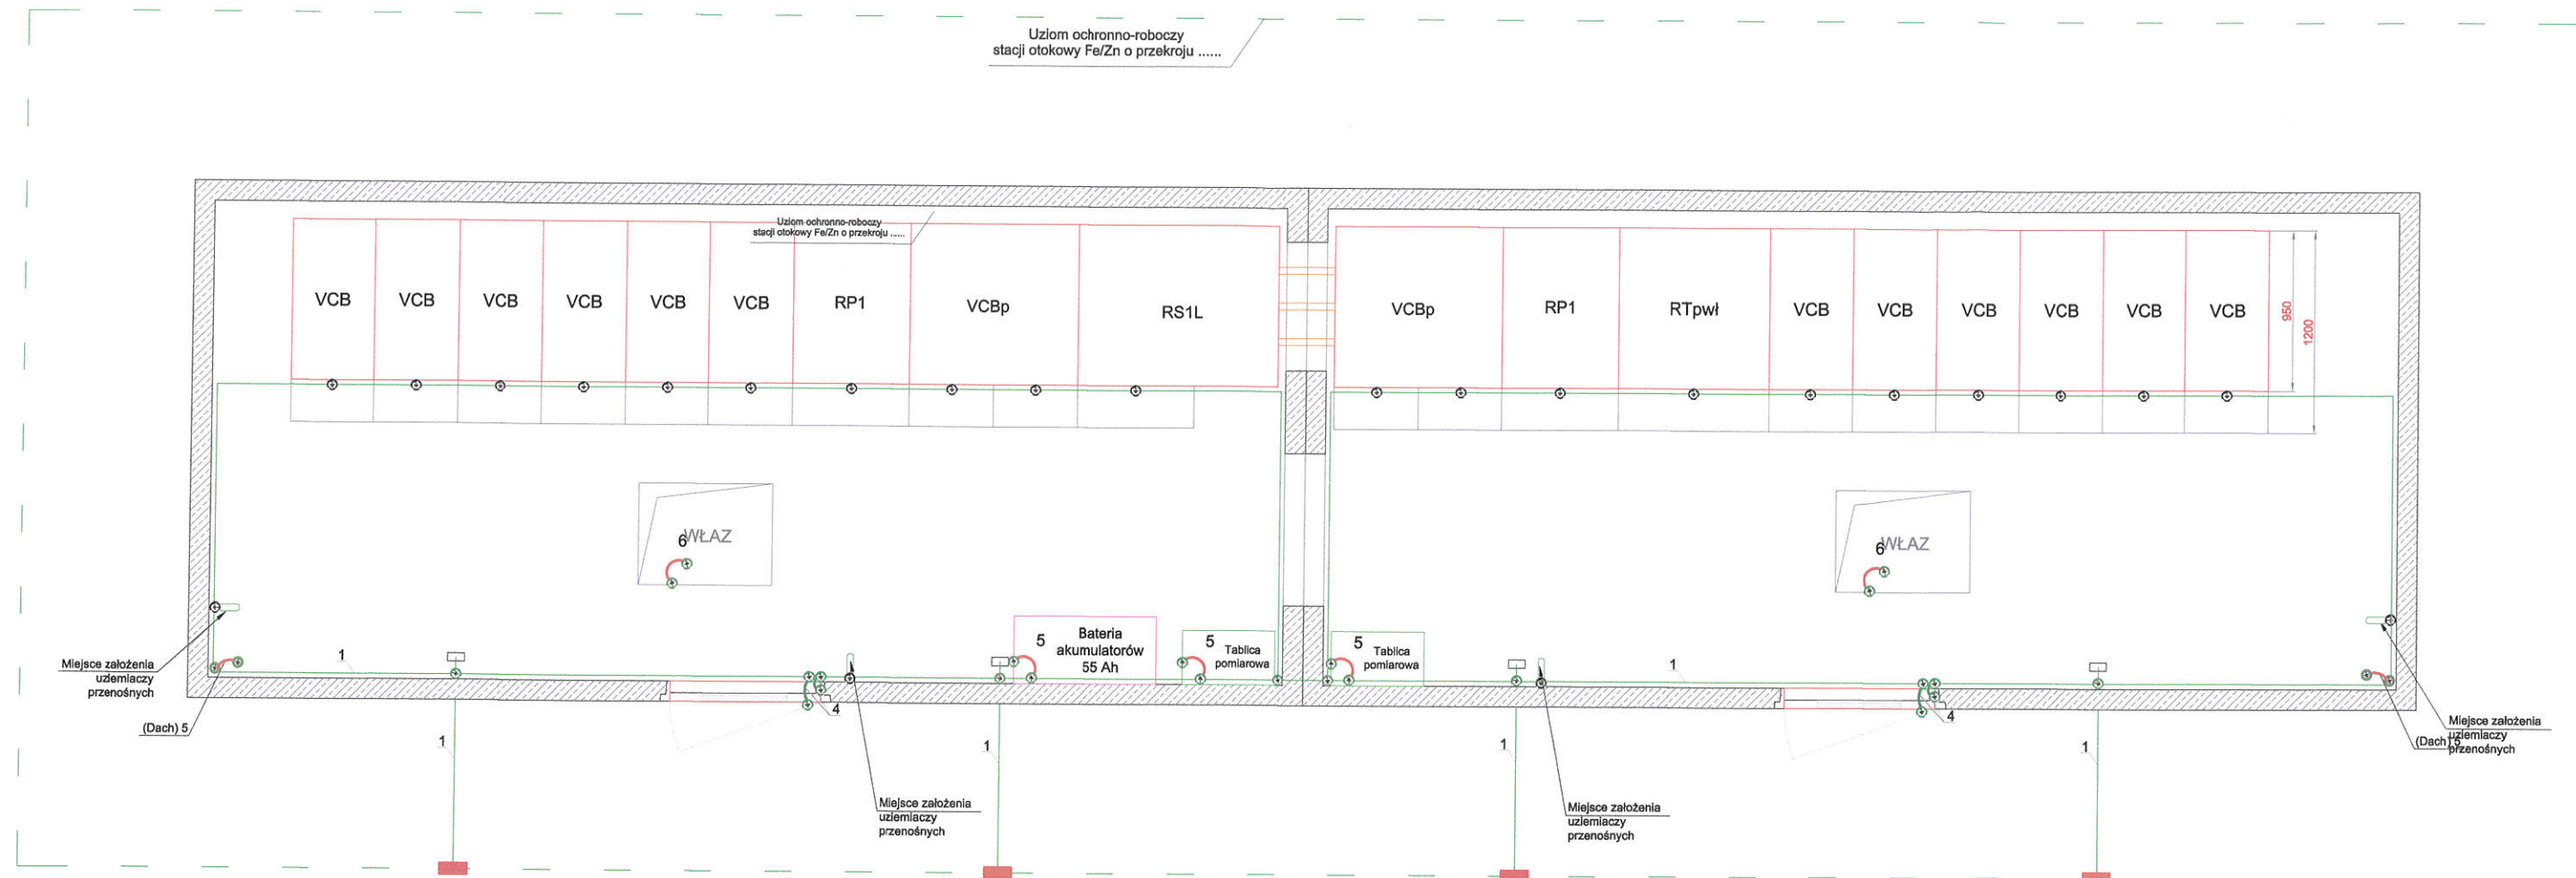 Uziom ochronno-roboczy
stacji otokowy Fe/Zn o przekroju ......
Uziom ochronno-roboczy
stacji otokowy Fe/Zn o przekroju ......
VCB
VCB
VCB
VCB
VCB
VCB
RP1
VCBp
RS1L
VCBp
RP1
RTpwł
VCB
VCB
VCB
VCB
VCB
VCB
950
1200
6
WŁAZ
6
WŁAZ
Miejsce założenia
uziemiaczy
przenośnych
1
5
Bateria
akumulatorów
55 Ah
5
Tablica
pomiarowa
5
Tablica
pomiarowa
1
4
4
(Dach) 5
1
1
1
1
Miejsce założenia
uziemiaczy
przenośnych
(Dach) 5
Miejsce założenia
uziemiaczy
przenośnych
Miejsce założenia
uziemiaczy
przenośnych